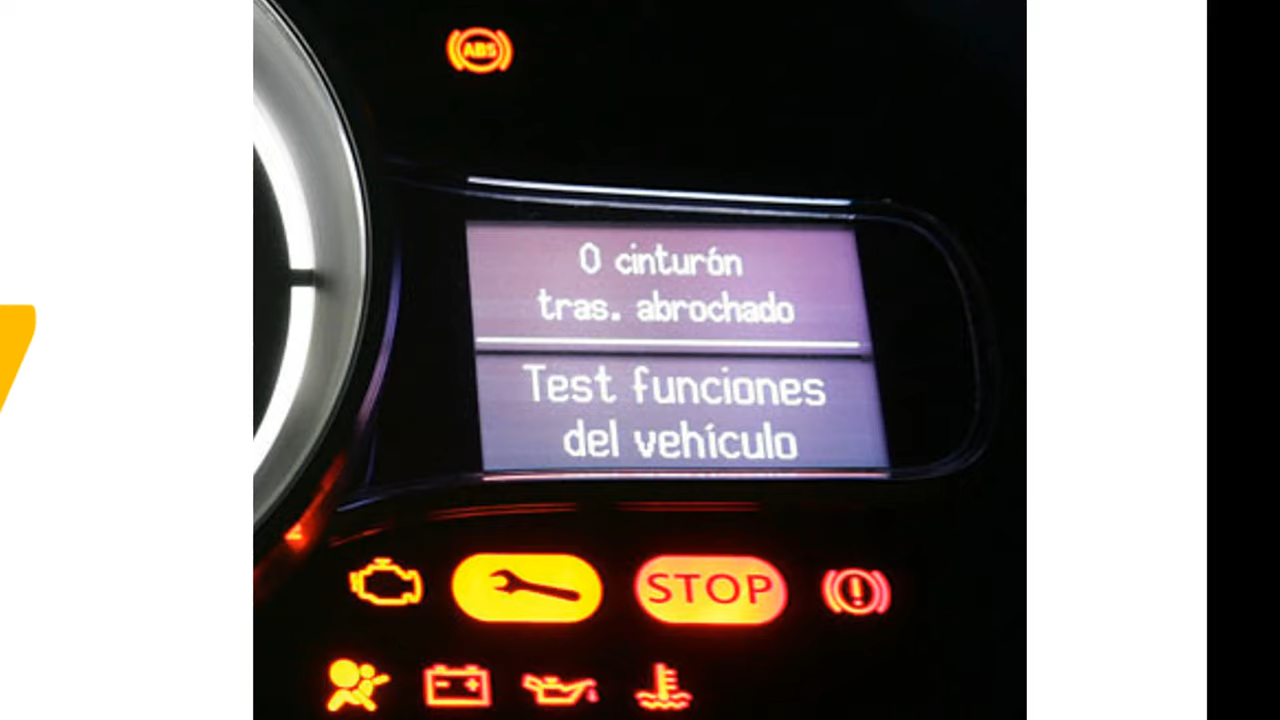 ABS
0 cinturón
tras. abrochado
Test funciones
del vehículo
STOP